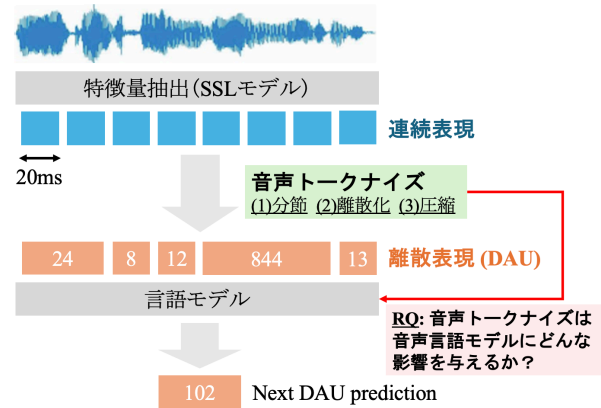 特徴量抽出(SSLモデル)
連続表現
20ms
音声トークナイズ
(1)分節 (2)離散化 (3)圧縮
24 8 12 844 13
離散表現 (DAU)
言語モデル
RQ: 音声トークナイズは
音声言語モデルにどんな
影響を与えるか？
102
Next DAU prediction